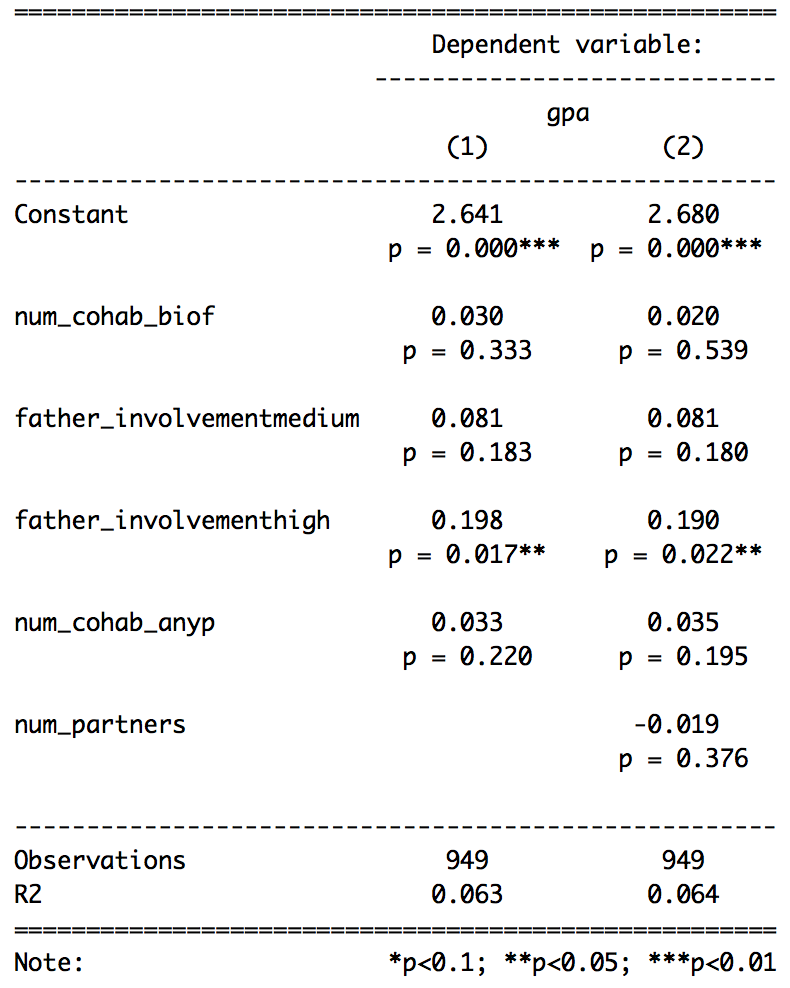 =====================================================
Dependent variable:
----------------------------
gpa
(1) (2)
-----------------------------------------------------
Constant 2.641 2.680
p = 0.000*** p = 0.000***
num_cohab_biof 0.030 0.020
p = 0.333 p = 0.539
father_involvementmedium 0.081 0.081
p = 0.183 p = 0.180
father_involvementhigh 0.198 0.190
p = 0.017** p = 0.022**
num_cohab_anyp 0.033 0.035
p = 0.220 p = 0.195
num_partners -0.019
p = 0.376
-----------------------------------------------------
Observations 949 949
R2 0.063 0.064
=====================================================
Note: *p<0.1; **p<0.05; ***p<0.01